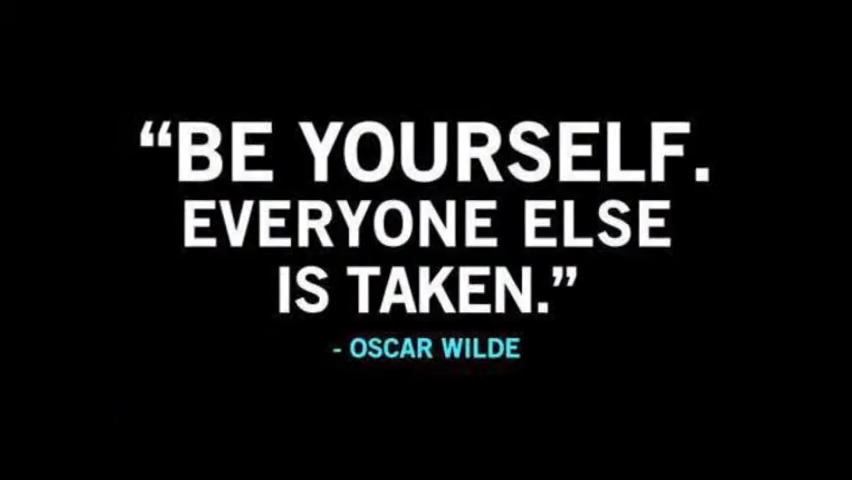 “BE YOURSELF.
EVERYONE ELSE
IS TAKEN.”
- OSCAR WILDE